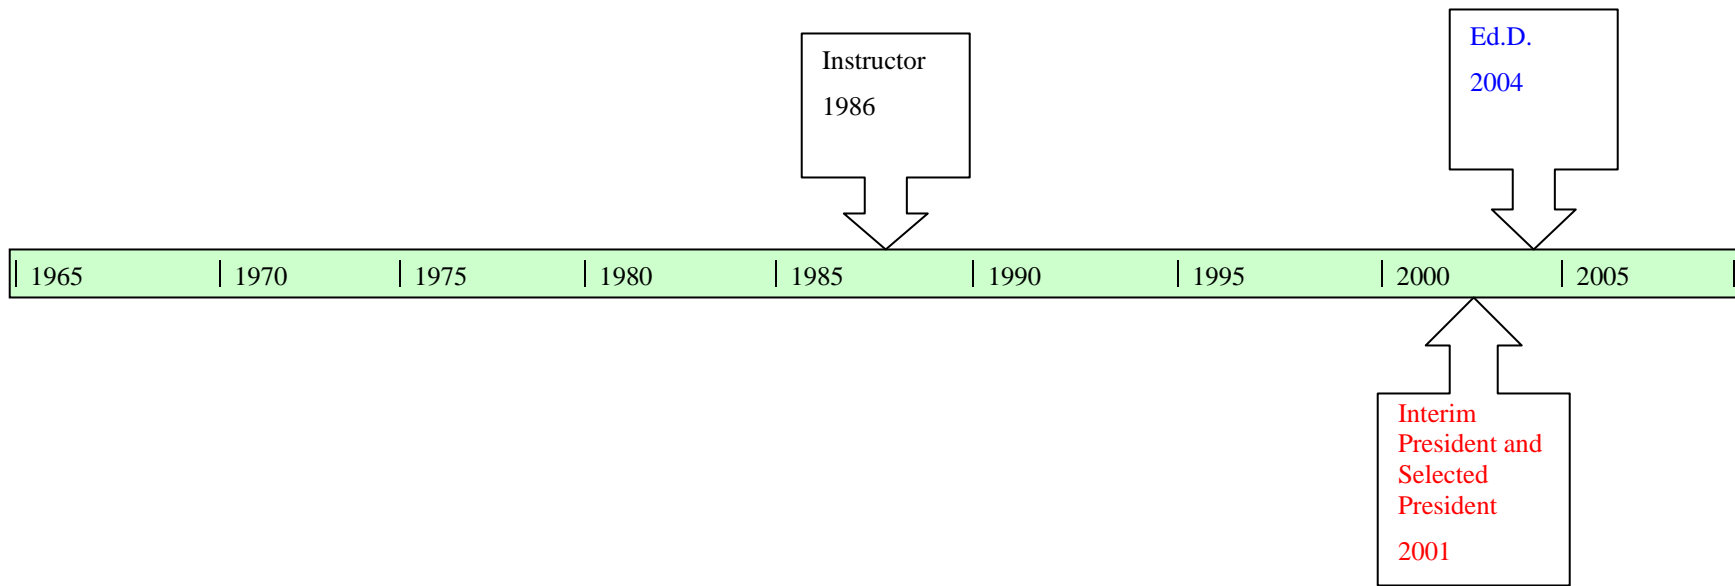 Instructor
1986
Ed.D.
2004
1965 1970 1975 1980 1985 1990 1995 2000 2005
Interim
President and
Selected
President
2001